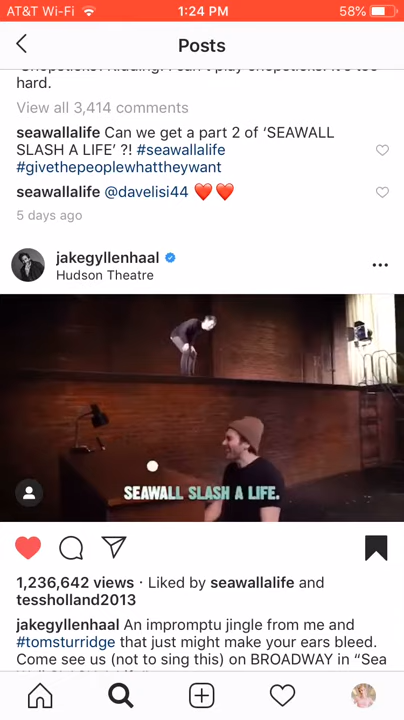 AT&T Wi-Fi 1:24 PM 58%
Posts
hard.
View all 3,414 comments
seawallalife Can we get a part 2 of ‘SEAWALL
SLASH A LIFE’ ?! #seawallalife
#givethepeoplewhattheywant
seawallalife @davelisi44 ❤️❤️
5 days ago
jakegyllenhaal
Hudson Theatre
SEAWALL SLASH A LIFE.
1,236,642 views · Liked by seawallalife and
tessholland2013
jakegyllenhaal An impromptu jingle from me and
#tomsturridge that just might make your ears bleed.
Come see us (not to sing this) on BROADWAY in “Sea